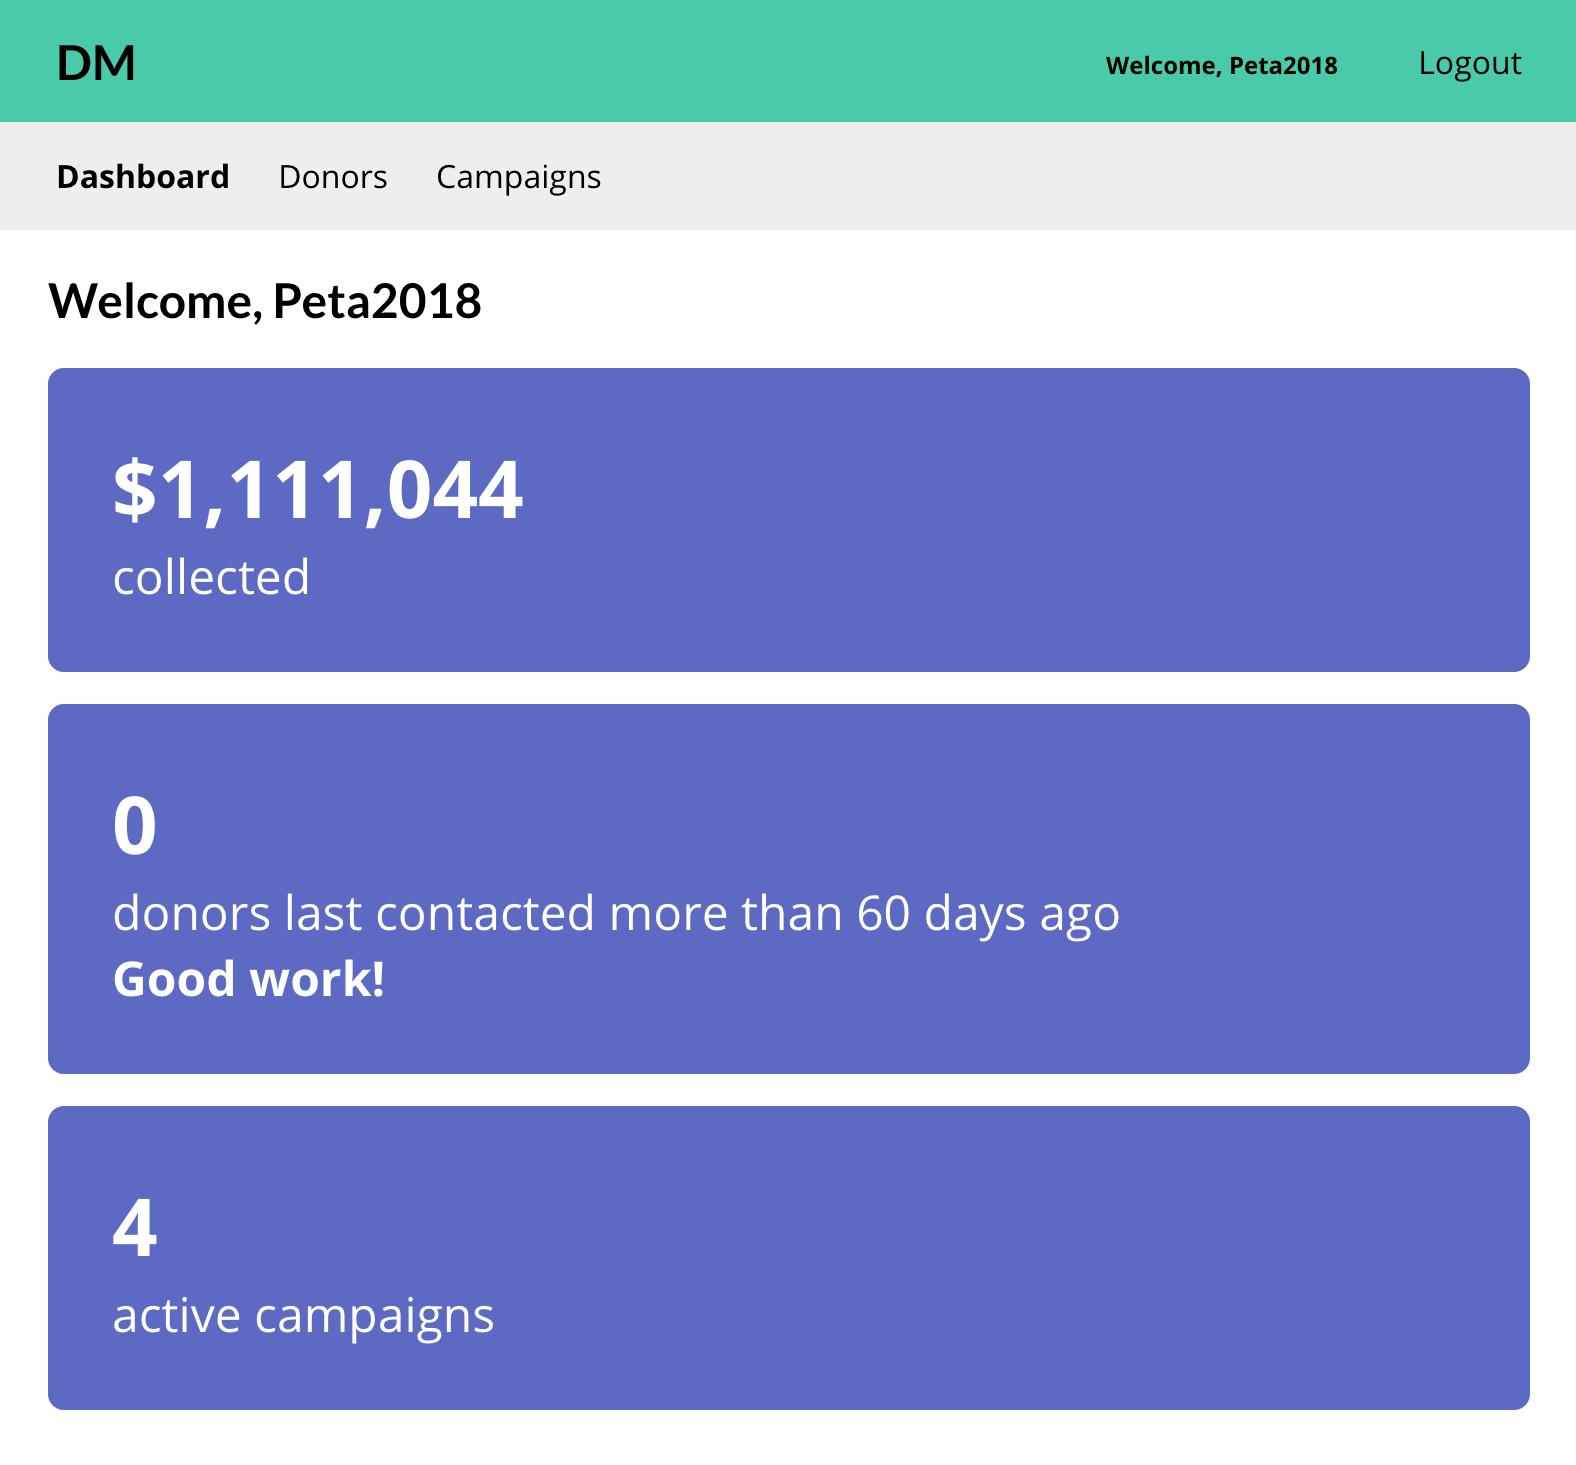 DM
Welcome, Peta2018
Logout
Dashboard
Donors
Campaigns
Welcome, Peta2018
$1,111,044
collected
0
donors last contacted more than 60 days ago
Good work!
4
active campaigns